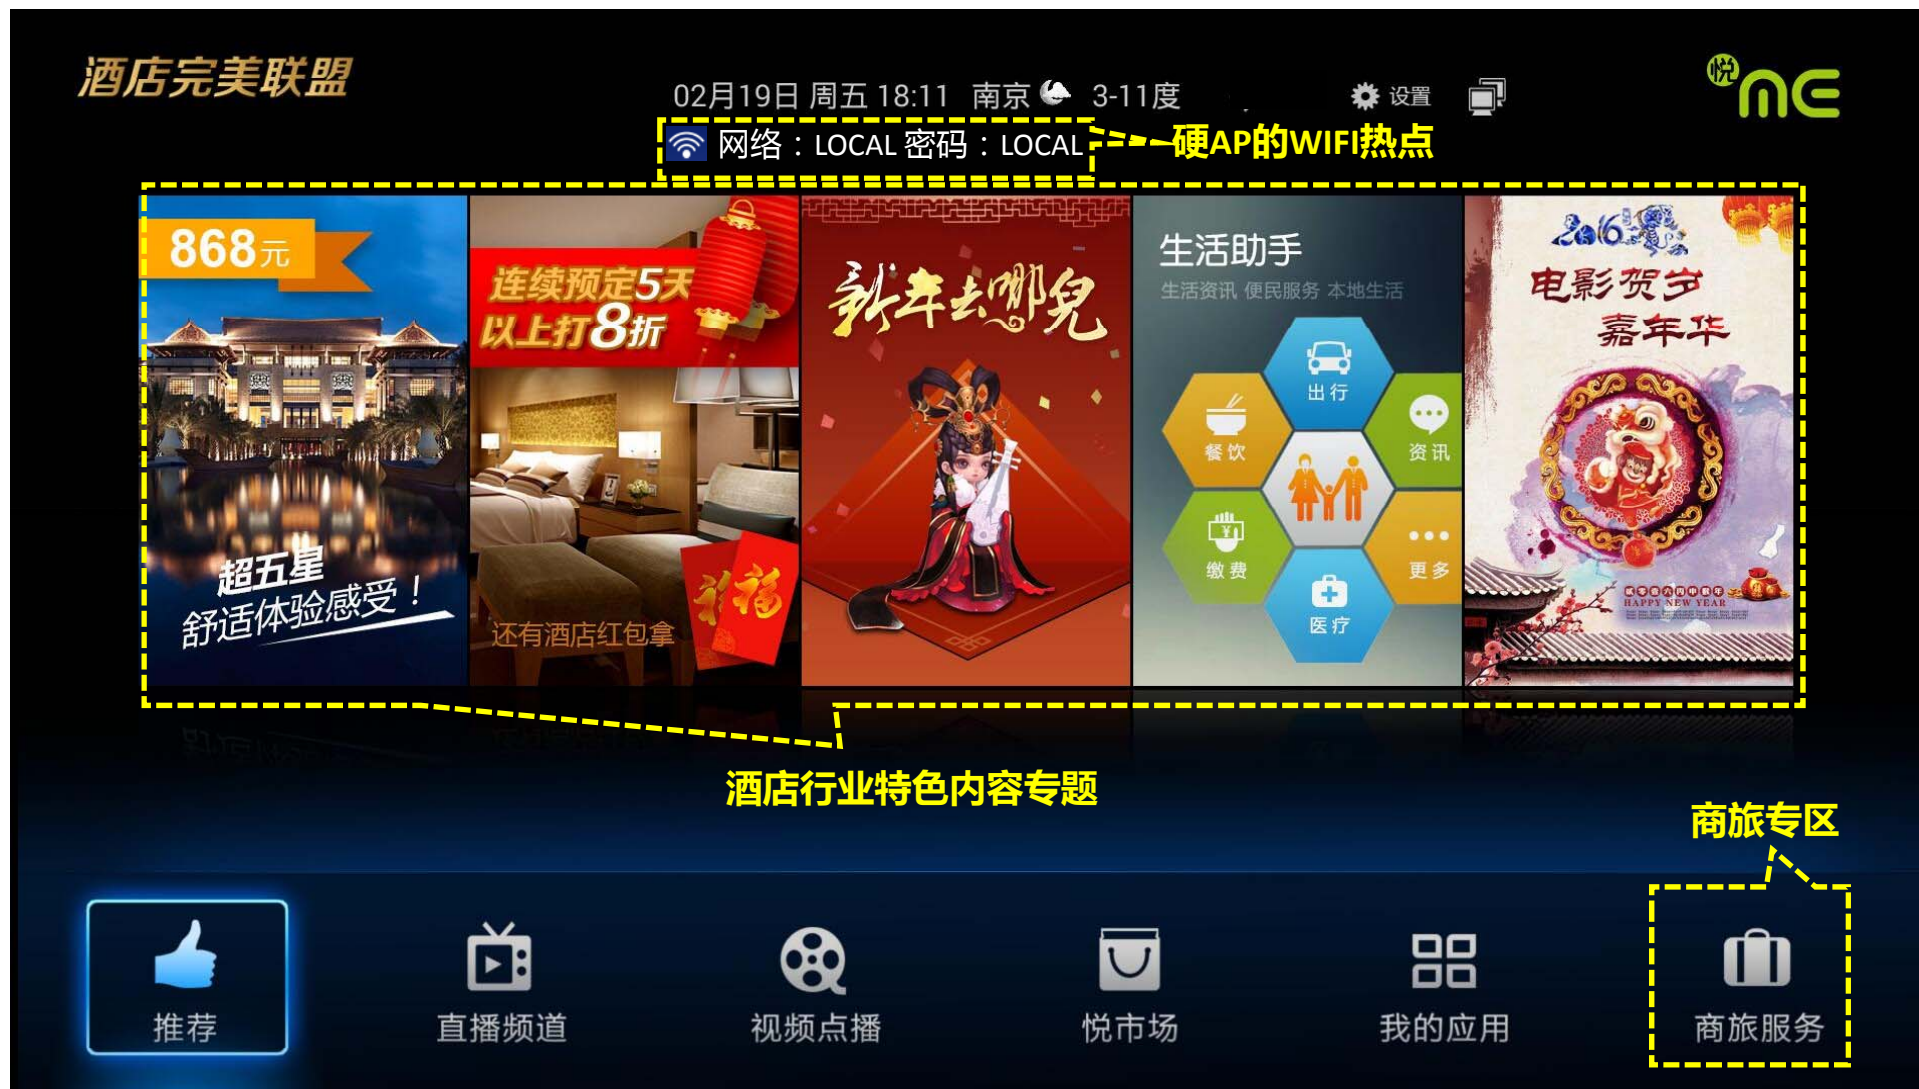 酒店完美联盟
02月19日 周五 18:11 南京 3-11度 设置
悦ME
网络：LOCAL 密码：LOCAL
硬AP的WIFI热点
868元
超五星
舒适体验感受！
连续预定5天
以上打8折
还有酒店红包拿
福
福
新年去哪兒
生活助手
生活资讯 便民服务 本地生活
出行
餐饮
资讯
缴费
更多
医疗
2016
电影贺岁
嘉年华
HAPPY NEW YEAR
酒店行业特色内容专题
商旅专区
推荐
直播频道
视频点播
悦市场
我的应用
商旅服务